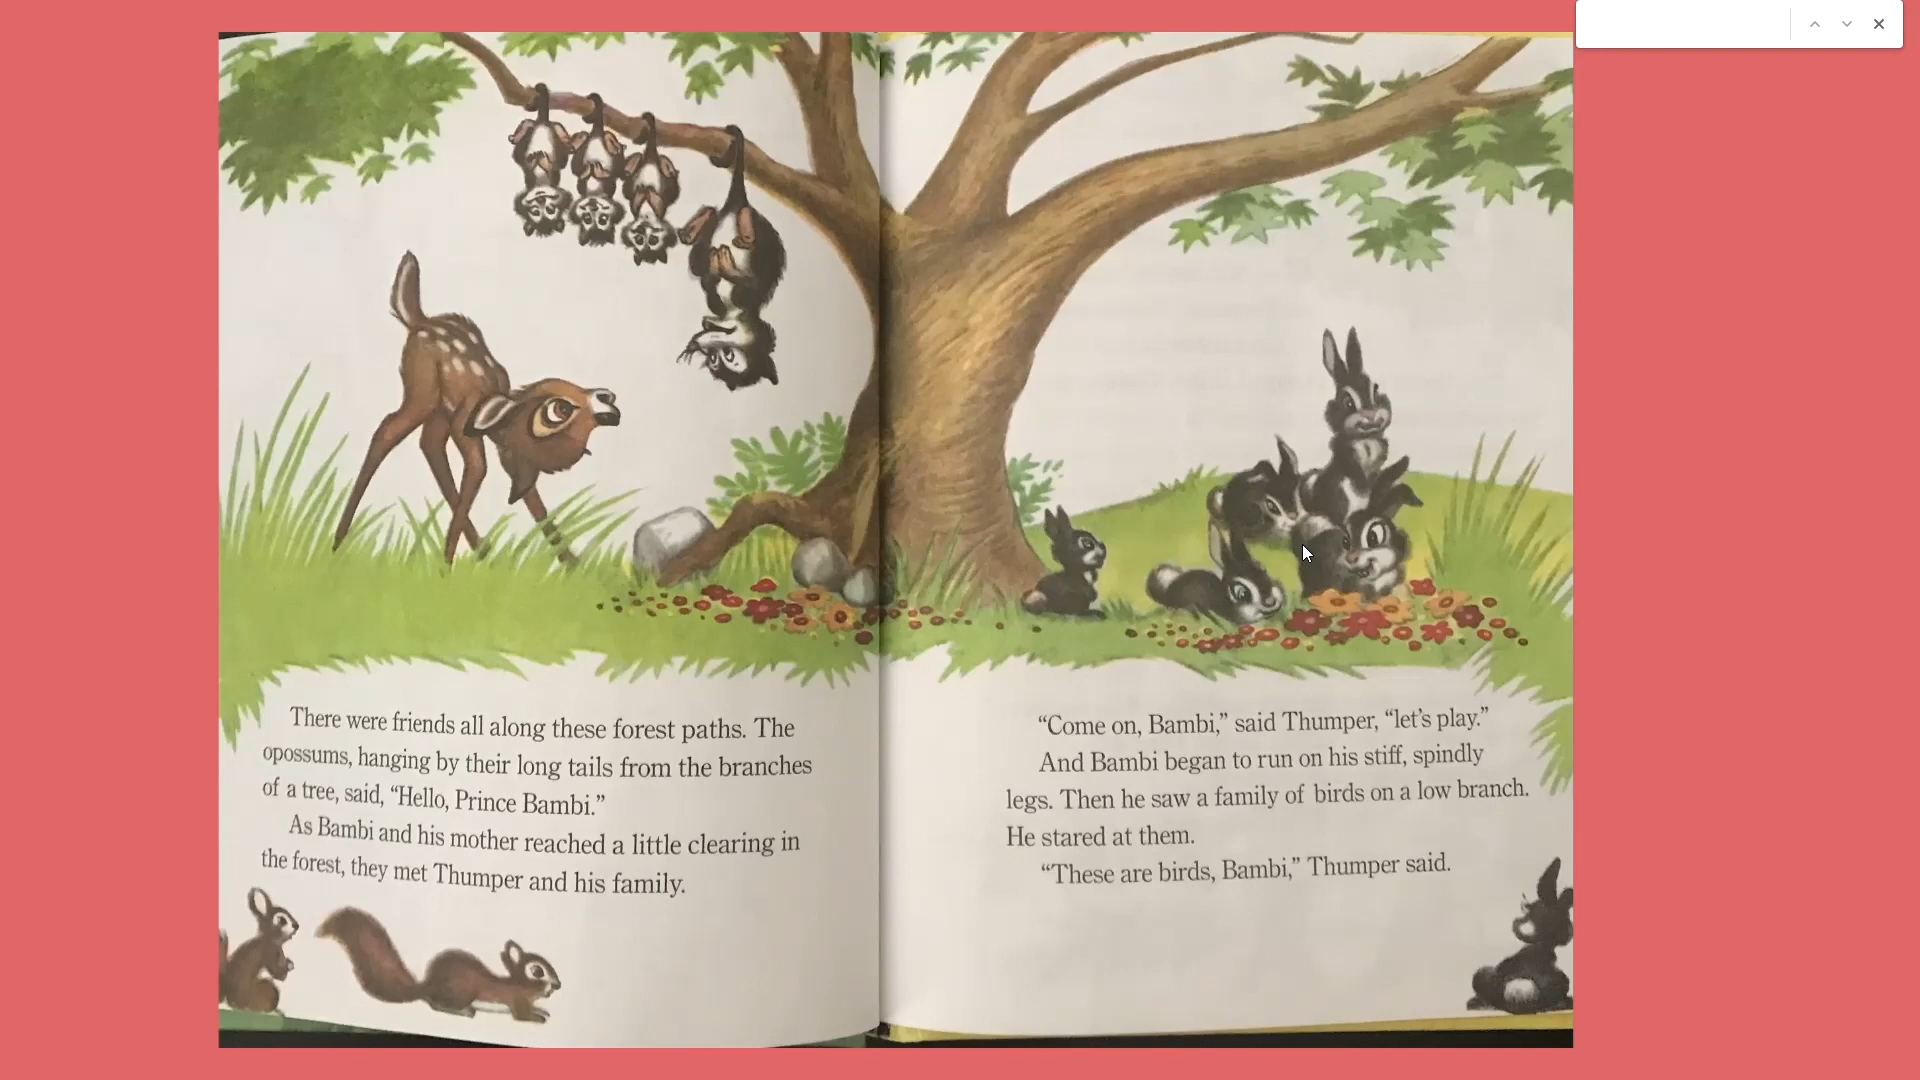 There were friends all along these forest paths. The
opossums, hanging by their long tails from the branches
of a tree, said, “Hello, Prince Bambi.”
As Bambi and his mother reached a little clearing in
the forest, they met Thumper and his family.
“Come on, Bambi,” said Thumper, “let’s play.”
And Bambi began to run on his stiff, spindly
legs. Then he saw a family of birds on a low branch.
He stared at them.
“These are birds, Bambi,” Thumper said.